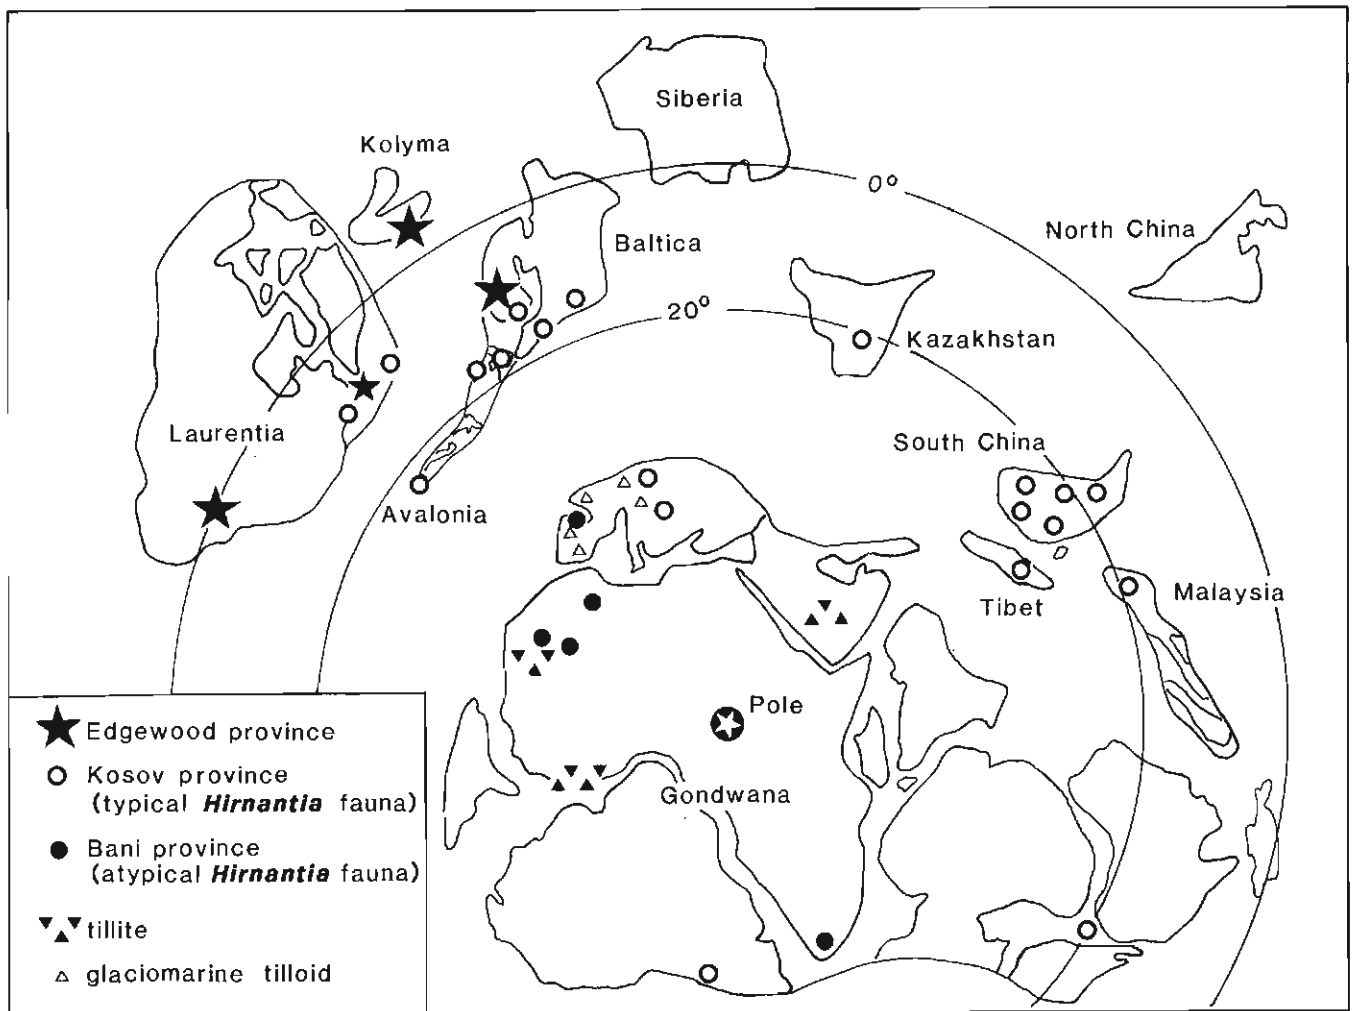 Siberia
Kolyma
0°
North China
Baltica
20°
Kazakhstan
Laurentia
South China
Avalonia
Tibet
Malaysia
Pole
Gondwana
Edgewood province
Kosov province
(typical Hirnantia fauna)
Bani province
(atypical Hirnantia fauna)
tillite
glaciomarine tilloid